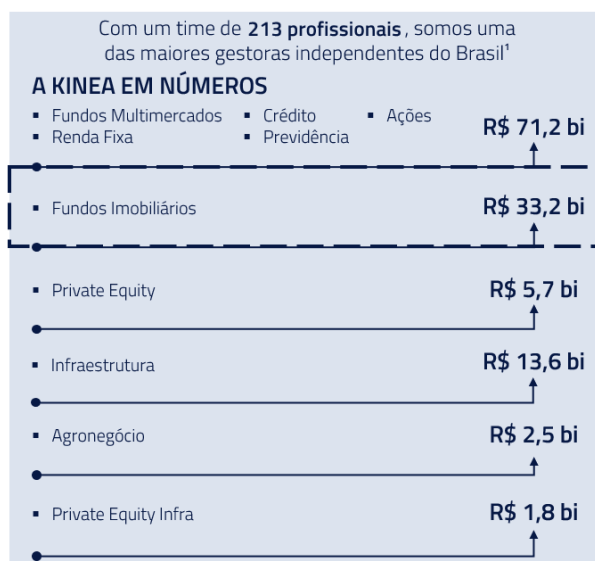 Com um time de 213 profissionais, somos uma
das maiores gestoras independentes do Brasil¹
A KINEA EM NÚMEROS
▪ Fundos Multimercados ▪ Crédito ▪ Ações
▪ Renda Fixa ▪ Previdência
R$ 71,2 bi
▪ Fundos Imobiliários R$ 33,2 bi
▪ Private Equity R$ 5,7 bi
▪ Infraestrutura R$ 13,6 bi
▪ Agronegócio R$ 2,5 bi
▪ Private Equity Infra R$ 1,8 bi